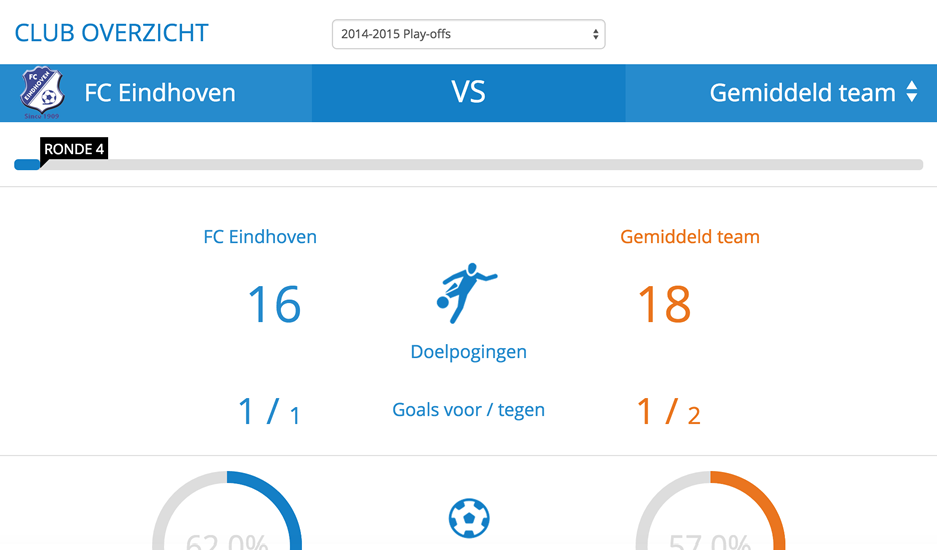 CLUB OVERZICHT
2014-2015 Play-offs
FC EINDHOVEN
Since 1909
FC Eindhoven
VS
Gemiddeld team
RONDE 4
FC Eindhoven
Gemiddeld team
16
18
Doelpogingen
1 / 1
Goals voor / tegen
1 / 2
62.0%
57.0%